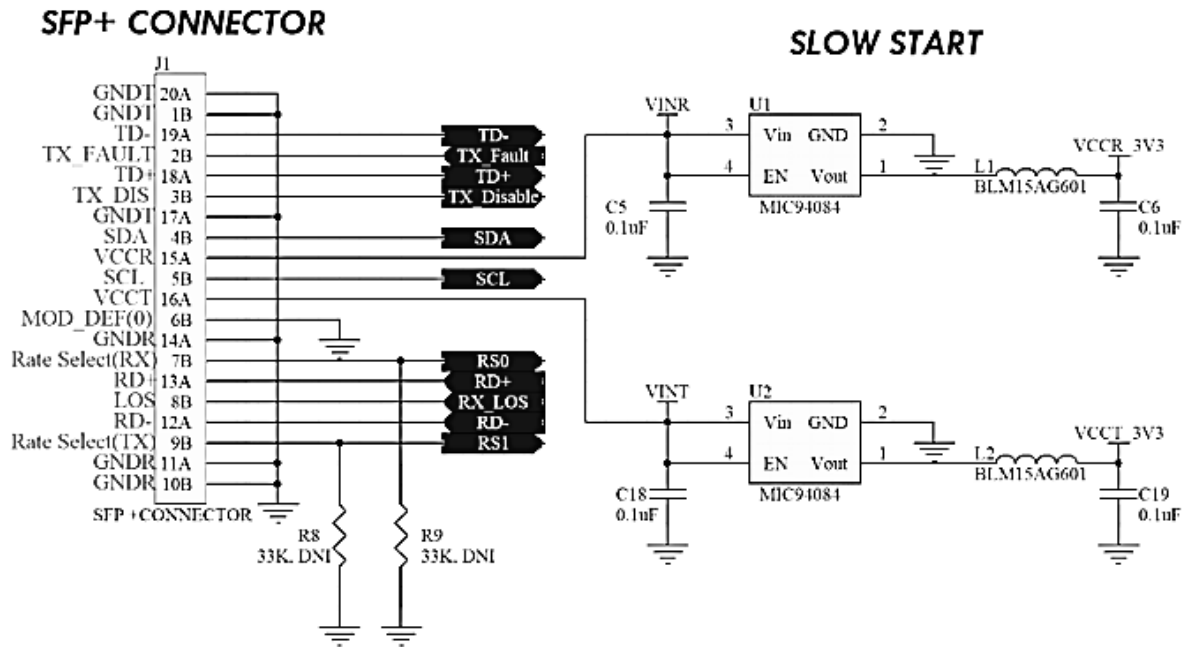 SFP+ CONNECTOR
J1
GNDT 20A
GNDT 1B
TD- 19A TD-
TX_FAULT 2B TX_Fault
TD+ 18A TD+
TX_DIS 3B TX_Disable
GNDT 17A
SDA 4B SDA
VCCR 15A
SCL 5B SCL
VCCT 16A
MOD_DEF(0) 6B
GNDR 14A
Rate Select(RX) 7B RS0
RD+ 13A RD+
LOS 8B RX_LOS
RD- 12A RD-
Rate Select(TX) 9B RS1
GNDR 11A
GNDR 10B
SFP +CONNECTOR
R8
33K, DNI
R9
33K, DNI
SLOW START
VINR
U1
3 Vin GND 2
4 EN Vout 1
MIC94084
C5
0.1uF
L1
BLM15AG601
VCCR_3V3
C6
0.1uF
VINT
U2
3 Vin GND 2
4 EN Vout 1
MIC94084
C18
0.1uF
L2
BLM15AG601
VCCT_3V3
C19
0.1uF